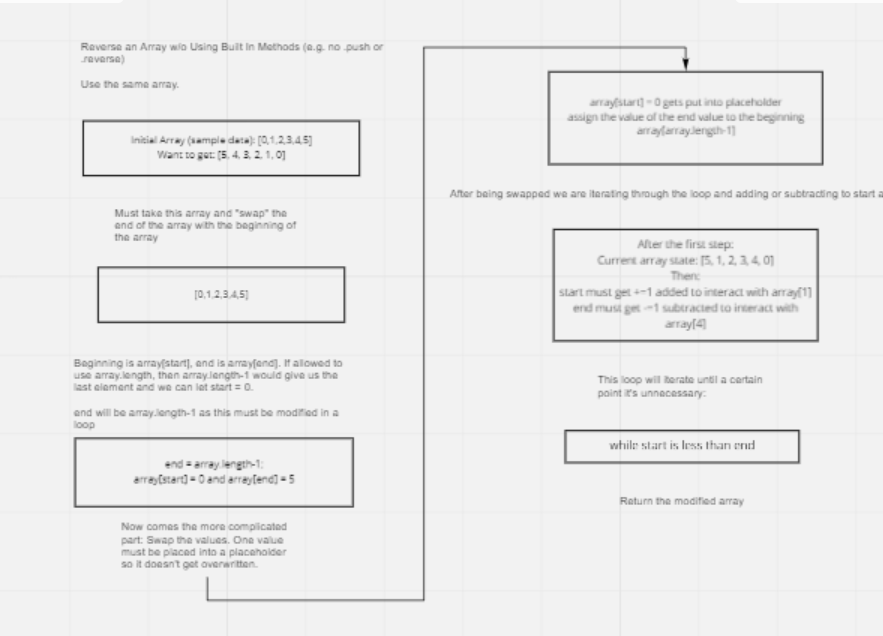 Reverse an Array w/o Using Built In Methods (e.g. no .push or
.reverse)
Use the same array.
Initial Array (sample data): [0,1,2,3,4,5]
Want to get: [5, 4, 3, 2, 1, 0]
Must take this array and "swap" the
end of the array with the beginning of
the array
[0,1,2,3,4,5]
Beginning is array[start], end is array[end]. If allowed to
use array.length, then array.length-1 would give us the
last element and we can let start = 0.
end will be array.length-1 as this must be modified in a
loop
end = array.length-1;
array[start] = 0 and array[end] = 5
Now comes the more complicated
part: Swap the values. One value
must be placed into a placeholder
so it doesn't get overwritten.
array[start] = 0 gets put into placeholder
assign the value of the end value to the beginning
array[array.length-1]
After being swapped we are iterating through the loop and adding or subtracting to start a
After the first step:
Current array state: [5, 1, 2, 3, 4, 0]
Then:
start must get +=1 added to interact with array[1]
end must get -=1 subtracted to interact with
array[4]
This loop will iterate until a certain
point it's unnecessary:
while start is less than end
Return the modified array